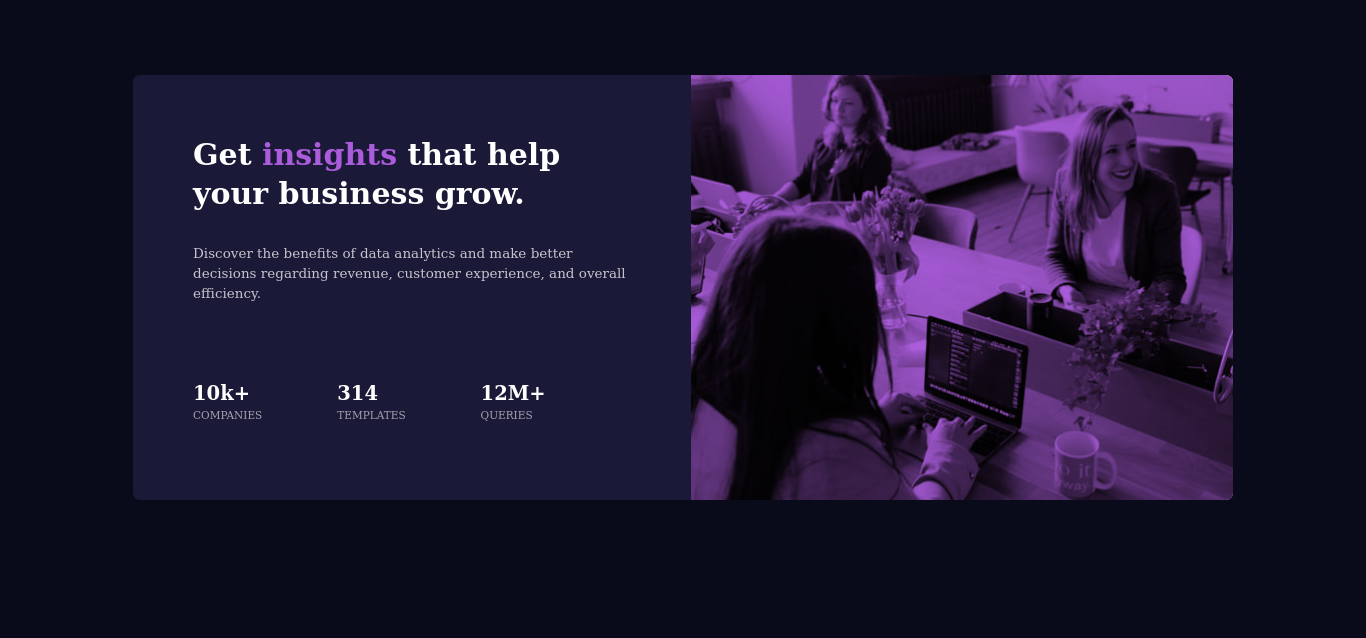 Get insights that help
your business grow.
Discover the benefits of data analytics and make better
decisions regarding revenue, customer experience, and overall
efficiency.
10k+ 314 12M+
COMPANIES TEMPLATES QUERIES